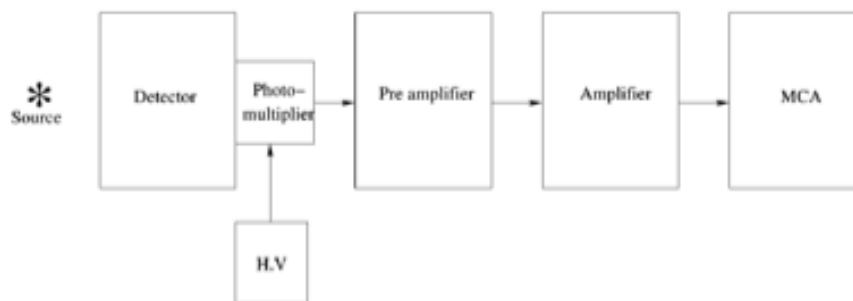 Source
Detector
Photo-
multiplier
Pre amplifier
Amplifier
MCA
H.V